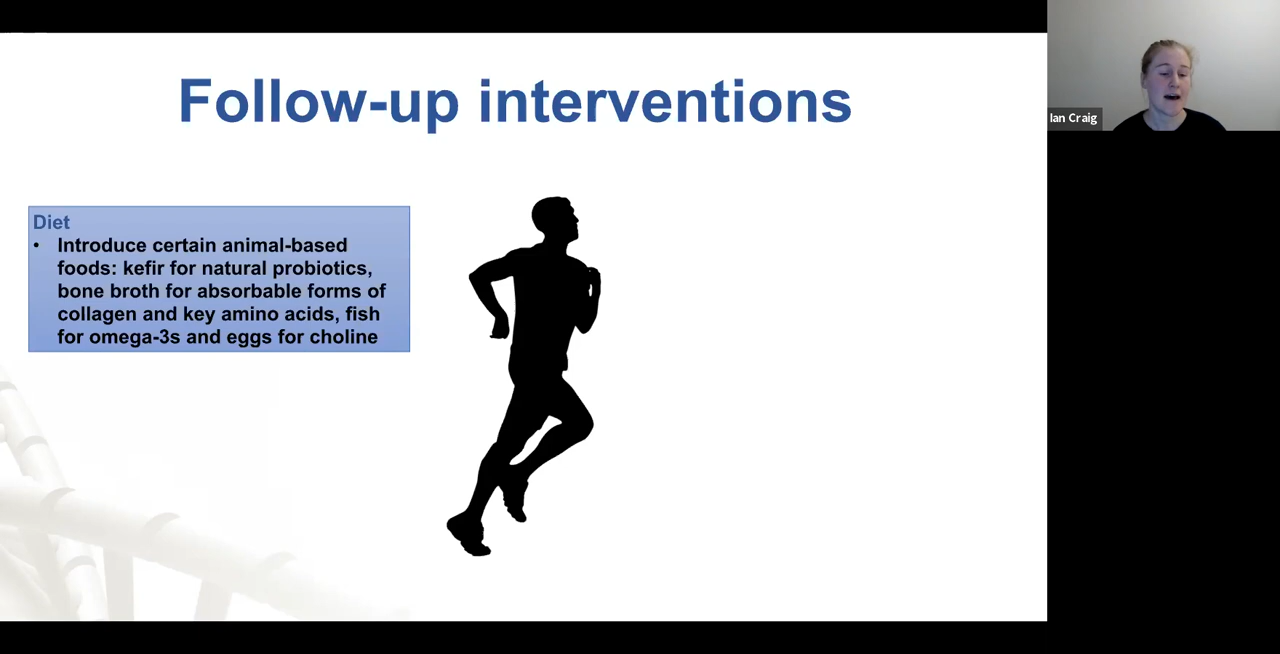 Follow-up interventions
Ian Craig
Diet
• Introduce certain animal-based
foods: kefir for natural probiotics,
bone broth for absorbable forms of
collagen and key amino acids, fish
for omega-3s and eggs for choline